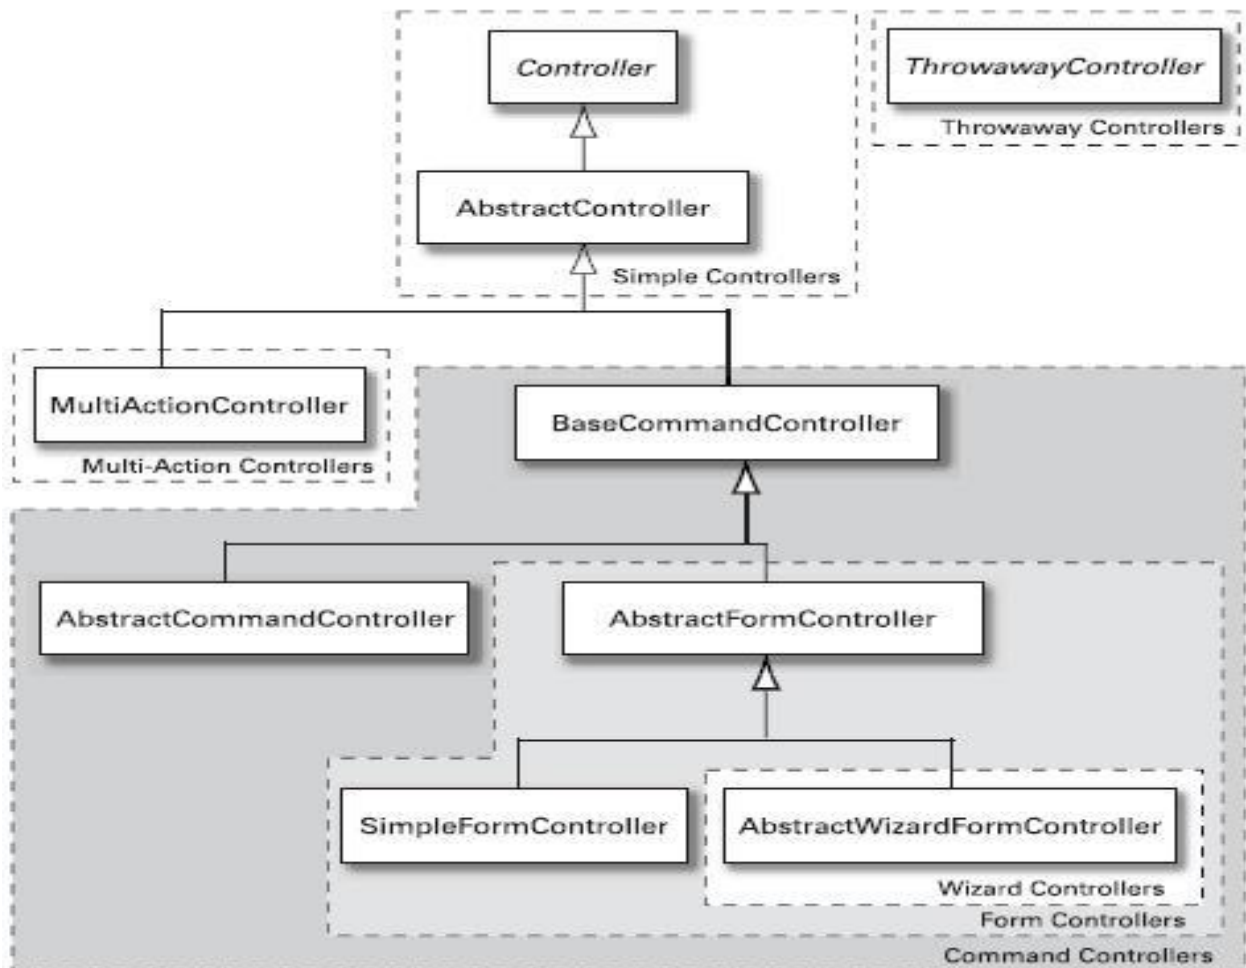 Controller
ThrowawayController
Throwaway Controllers
AbstractController
Simple Controllers
MultiActionController
Multi-Action Controllers
BaseCommandController
AbstractCommandController
AbstractFormController
SimpleFormController
AbstractWizardFormController
Wizard Controllers
Form Controllers
Command Controllers